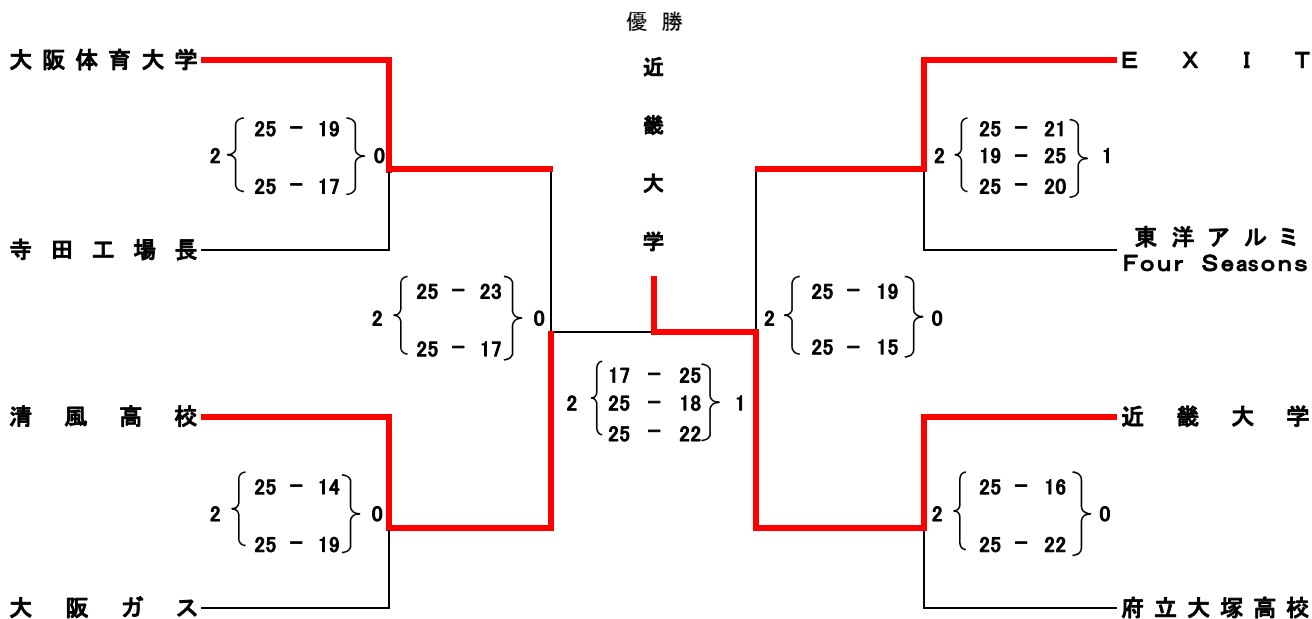 優勝
近畿大学
大阪体育大学
EXIT
25 - 19
2 0
25 - 17
25 - 21
2 19 - 25 1
25 - 20
寺田工場長
東洋アルミ
Four Seasons
25 - 23
2 0
25 - 17
25 - 19
2 0
25 - 15
17 - 25
2 25 - 18 1
25 - 22
清風高校
近畿大学
25 - 14
2 0
25 - 19
25 - 16
2 0
25 - 22
大阪ガス
府立大塚高校